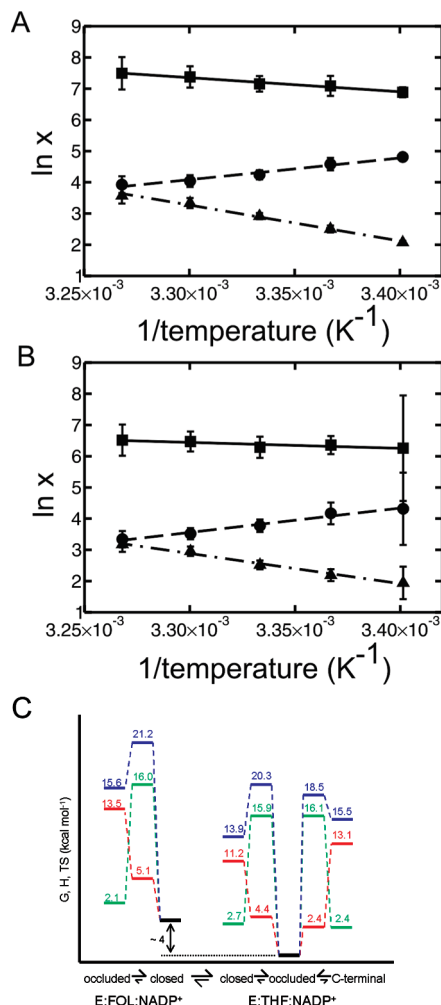 A
9
8
7
6
5
4
3
2
1
ln x
3.25×10⁻³ 3.30×10⁻³ 3.35×10⁻³ 3.40×10⁻³
1/temperature (K⁻¹)
B
9
8
7
6
5
4
3
2
1
ln x
3.25×10⁻³ 3.30×10⁻³ 3.35×10⁻³ 3.40×10⁻³
1/temperature (K⁻¹)
C
G, H, TS (kcal mol⁻¹)
21.2
15.6
16.0
13.5
5.1
2.1
~ 4
20.3 18.5
13.9 15.9 16.1 15.5
11.2 13.1
4.4 2.4
2.7 2.4
occluded ⇌ closed ⇌ closed ⇌ occluded ⇌ C-terminal
E:FOL:NADP⁺ E:THF:NADP⁺